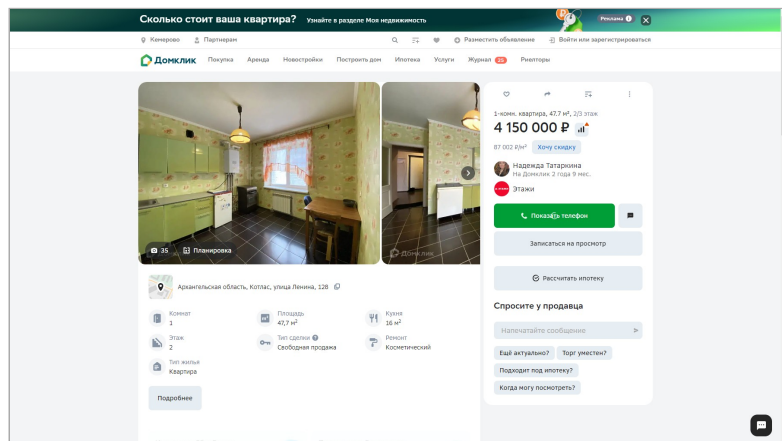 Сколько стоит ваша квартира? Узнайте в разделе Моя недвижимость
Реклама
Кемерово Партнерам Разместить объявление Войти или зарегистрироваться
Домклик Покупка Аренда Новостройки Построить дом Ипотека Услуги Журнал 35 Риелторы
35 Планировка
Домклик
1-комн. квартира, 47.7 м², 2/3 этаж
4 150 000 ₽
87 002 ₽/м² Хочу скидку
Надежда Татаркина
На Домклик 2 года 9 мес.
Этажи
Показать телефон
Записаться на просмотр
Рассчитать ипотеку
Спросите у продавца
Напечатайте сообщение
Ещё актуально? Торг уместен?
Подходит под ипотеку?
Когда могу посмотреть?
Архангельская область, Котлас, улица Ленина, 128
Комнат
1
Площадь
47,7 м²
Кухня
16 м²
Этаж
2
Тип сделки
Свободная продажа
Ремонт
Косметический
Тип жилья
Квартира
Подробнее